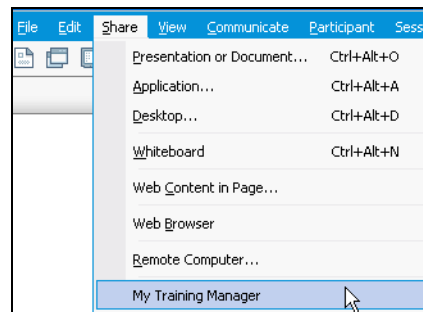 File Edit Share View Communicate Participant Sess
Presentation or Document... Ctrl+Alt+O
Application... Ctrl+Alt+A
Desktop... Ctrl+Alt+D
Whiteboard Ctrl+Alt+N
Web Content in Page...
Web Browser
Remote Computer...
My Training Manager